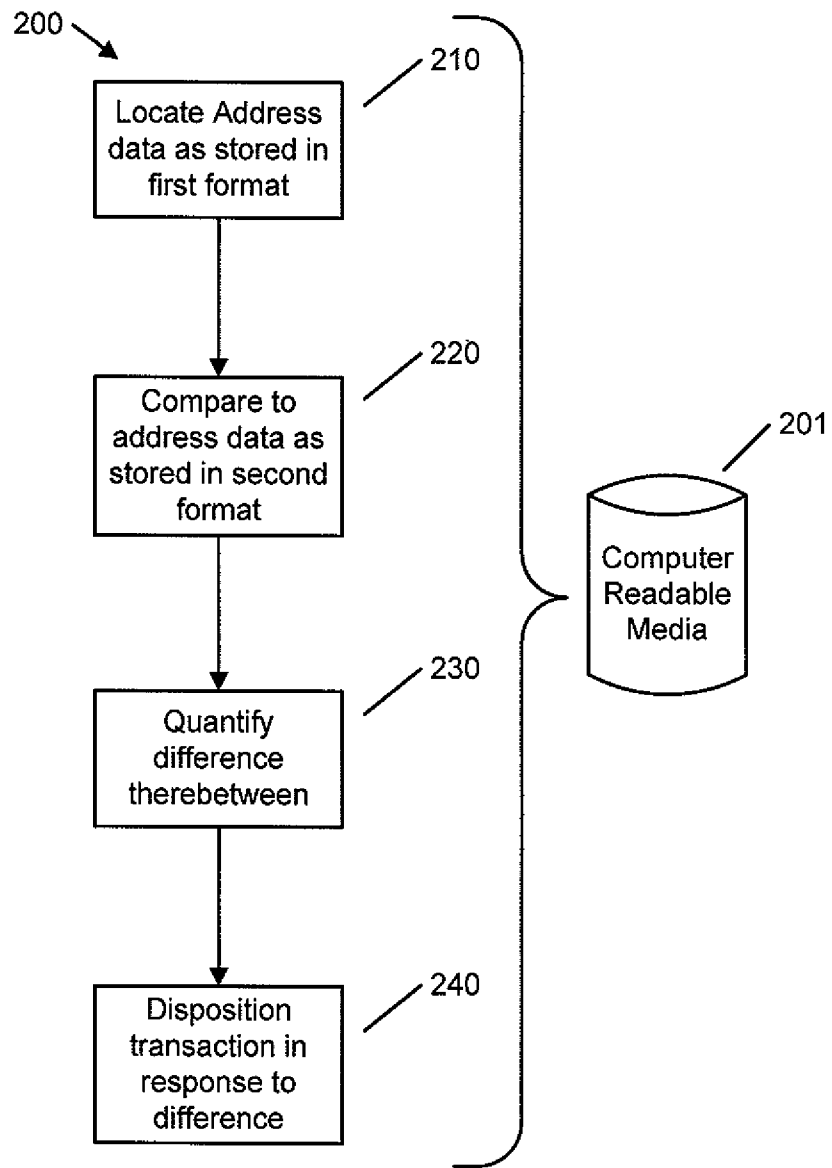 200
210
Locate Address
data as stored in
first format
220
Compare to
address data as
stored in second
format
201
Computer
Readable
Media
230
Quantify
difference
therebetween
240
Disposition
transaction in
response to
difference